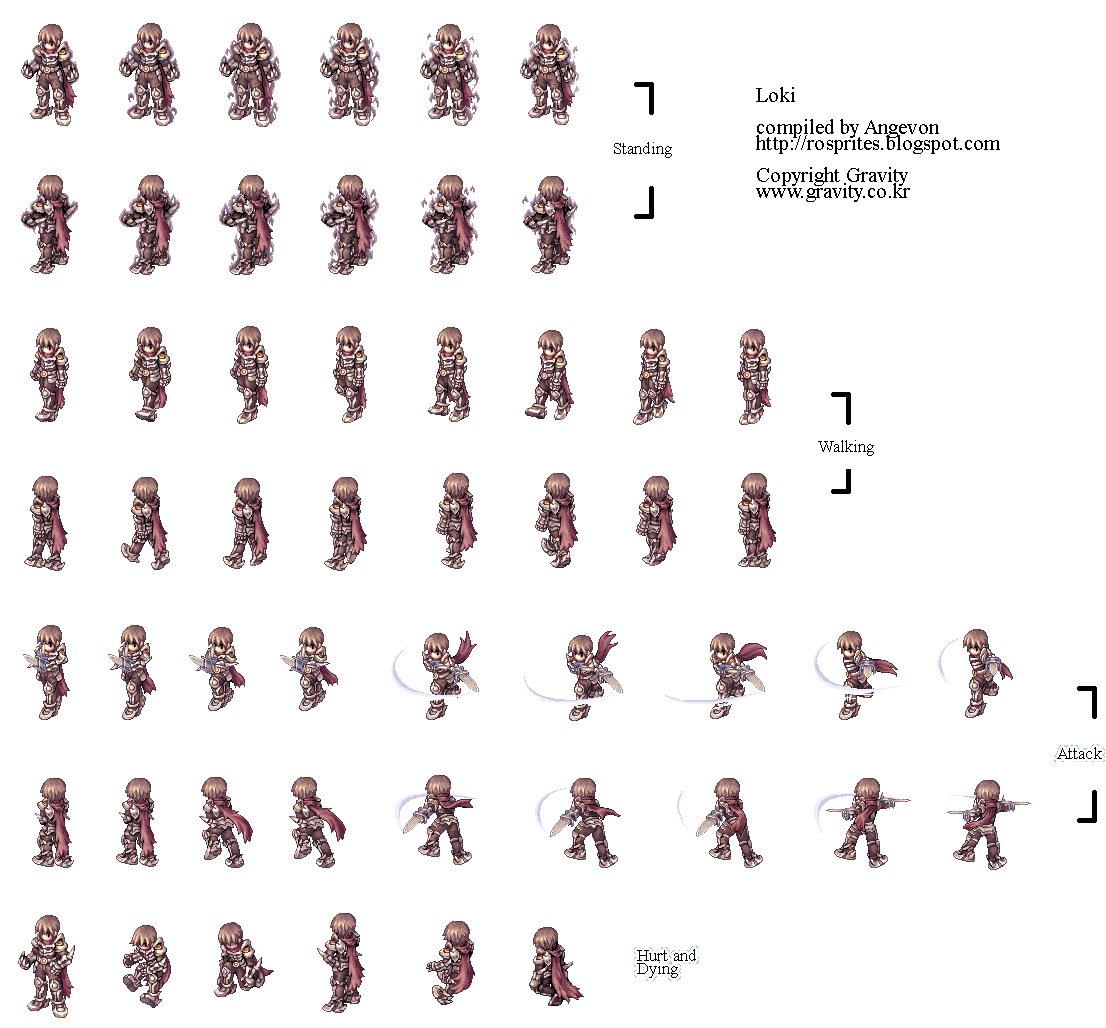 Loki
compiled by Angevon
http://rosprites.blogspot.com
Copyright Gravity
www.gravity.co.kr
Standing
Walking
Attack
Hurt and
Dying